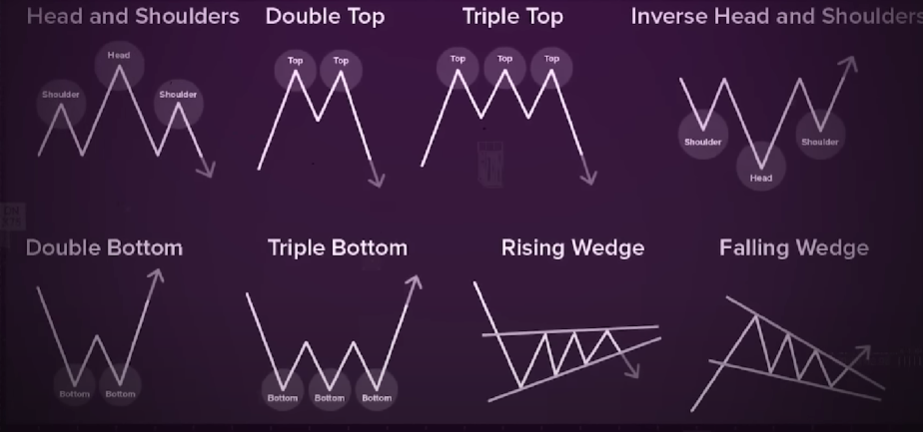 Head and Shoulders
Double Top
Triple Top
Inverse Head and Shoulders
Head
Shoulder
Shoulder
Top
Top
Top
Top
Top
Shoulder
Shoulder
Head
Double Bottom
Triple Bottom
Rising Wedge
Falling Wedge
Bottom
Bottom
Bottom
Bottom
Bottom